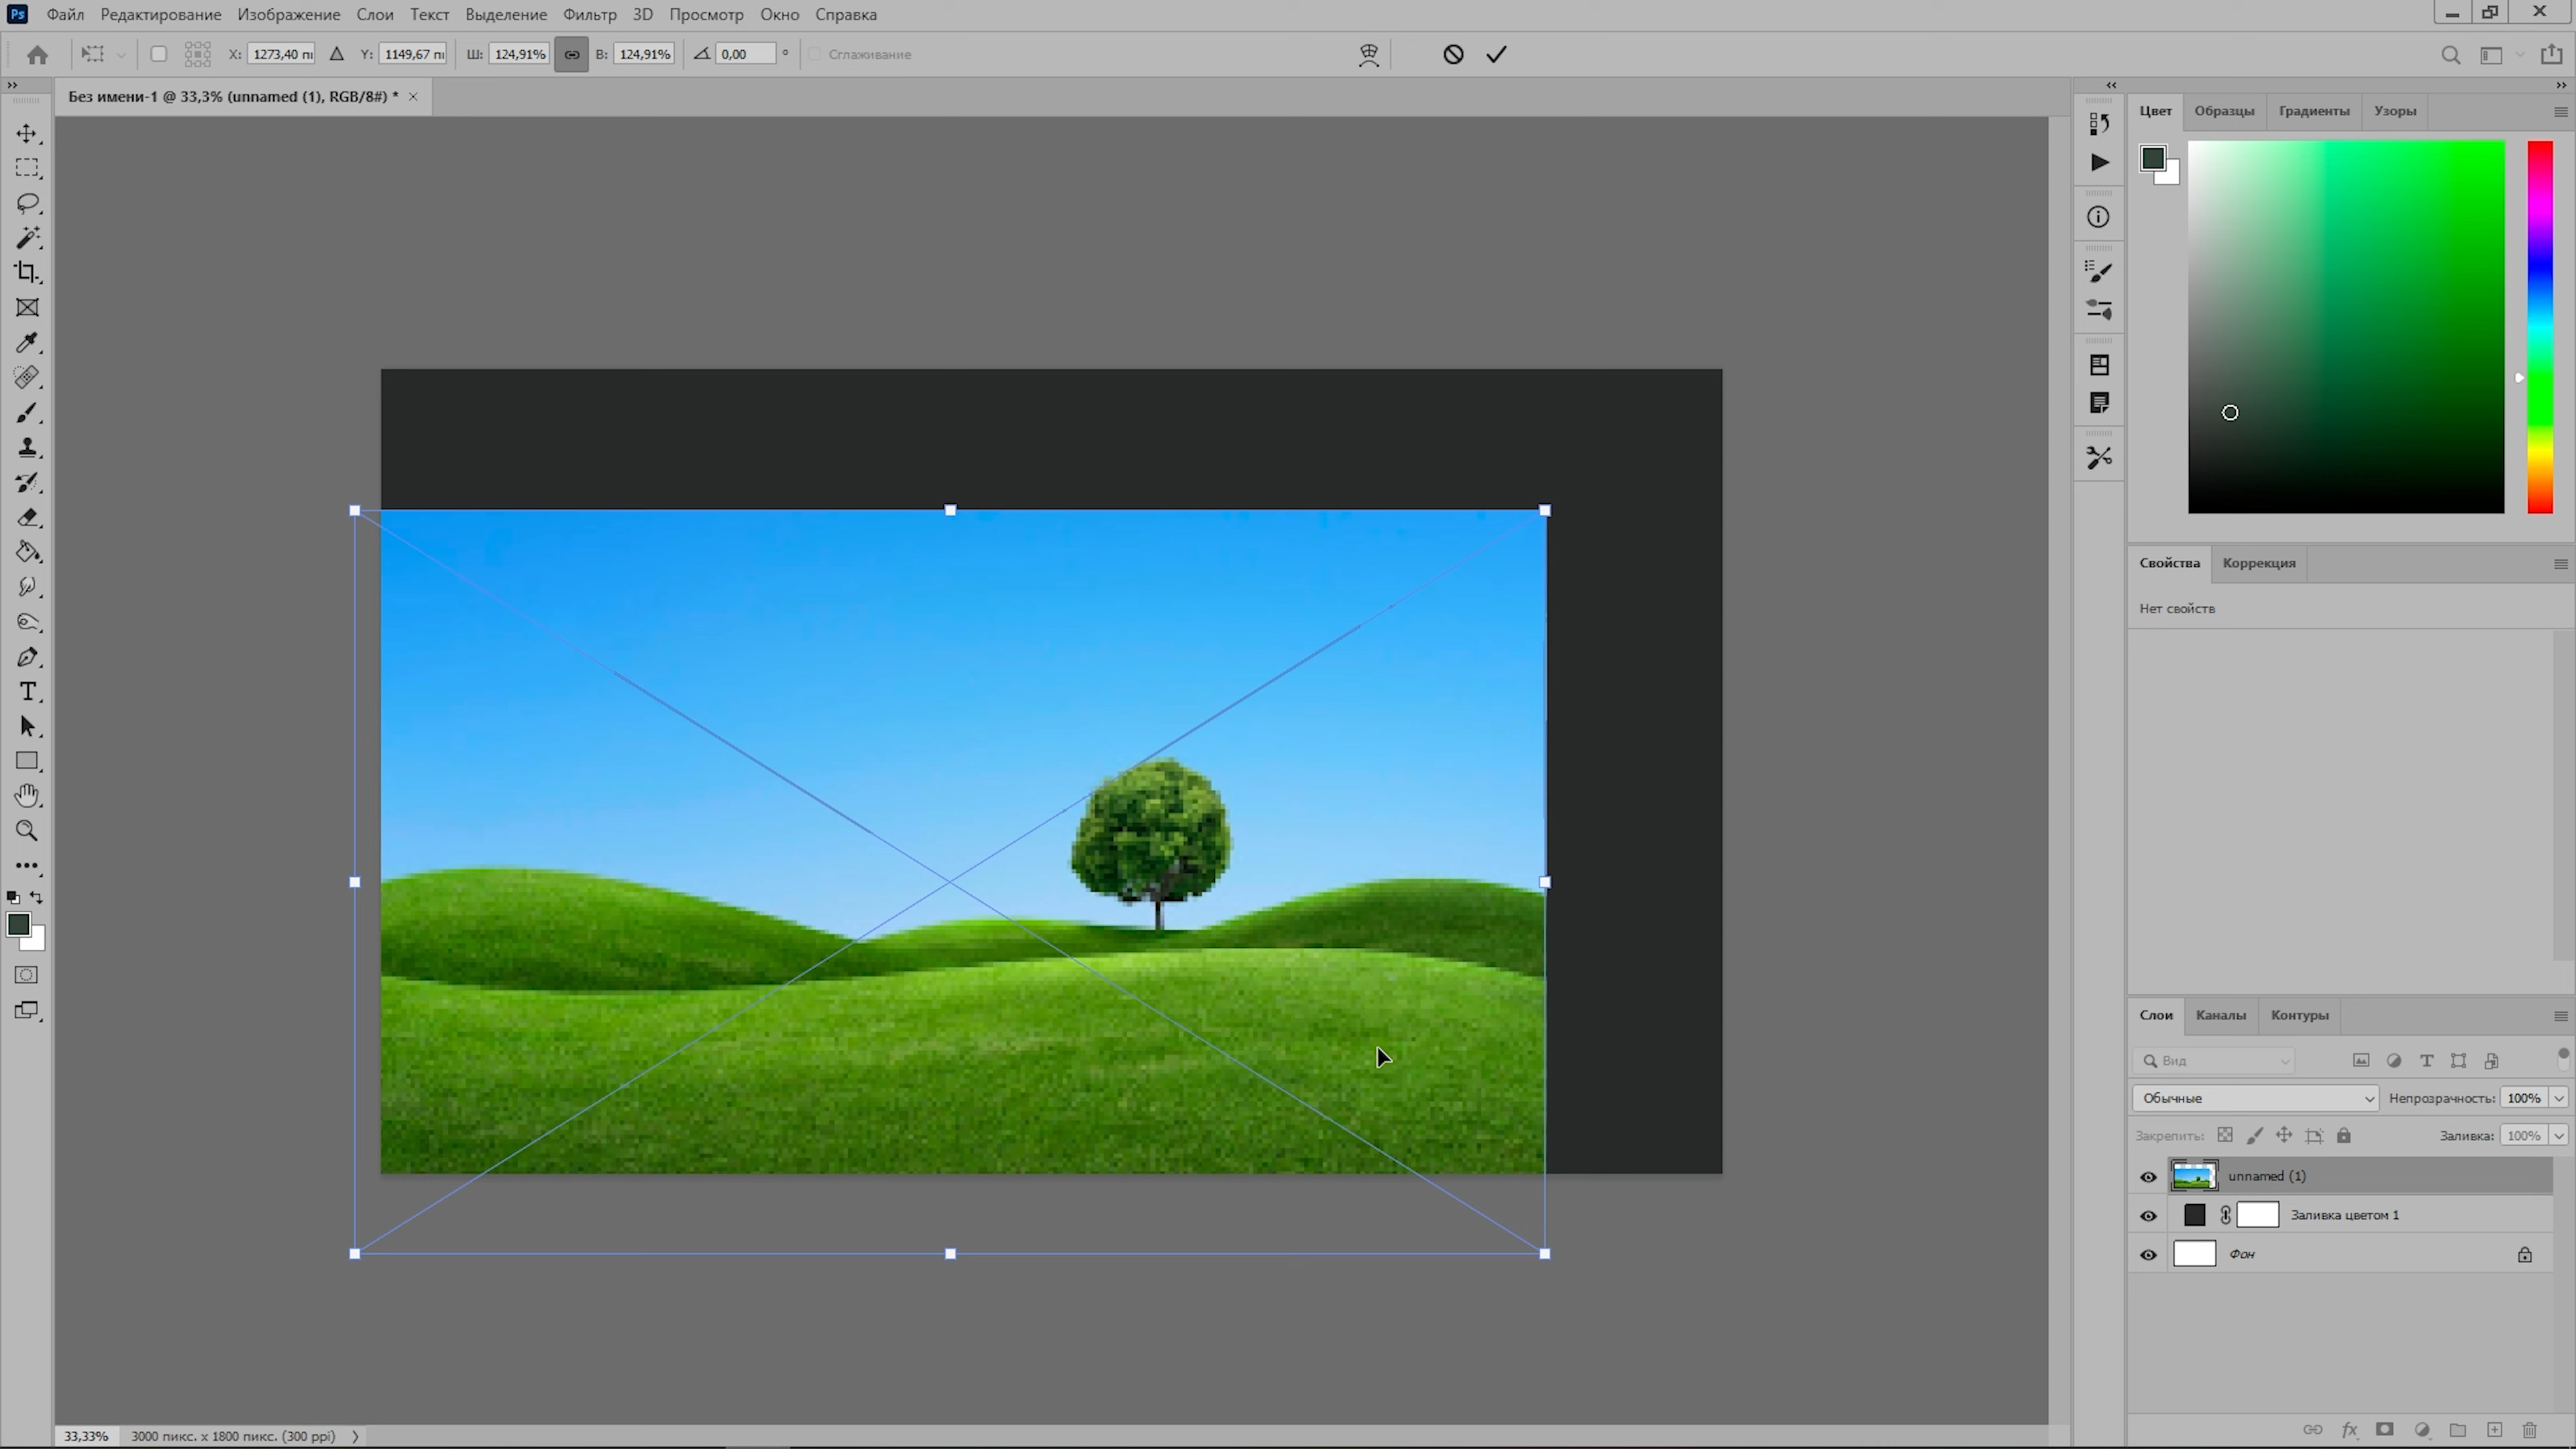 Ps Файл Редактирование Изображение Слои Текст Выделение Фильтр 3D Просмотр Окно Справка
X: 1273,40 пі Y: 1149,67 пі Ш: 124,91% В: 124,91% 0,00 ° Сглаживание
Без имени-1 @ 33,3% (unnamed (1), RGB/8#) * ×
Цвет Образцы Градиенты Узоры
Свойства Коррекция
Нет свойств
Слои Каналы Контуры
Вид
Обычные Непрозрачность: 100%
Закрепить: Заливка: 100%
unnamed (1)
Заливка цветом 1
Фон
33,33% 3000 пикс. x 1800 пикс. (300 ppi)